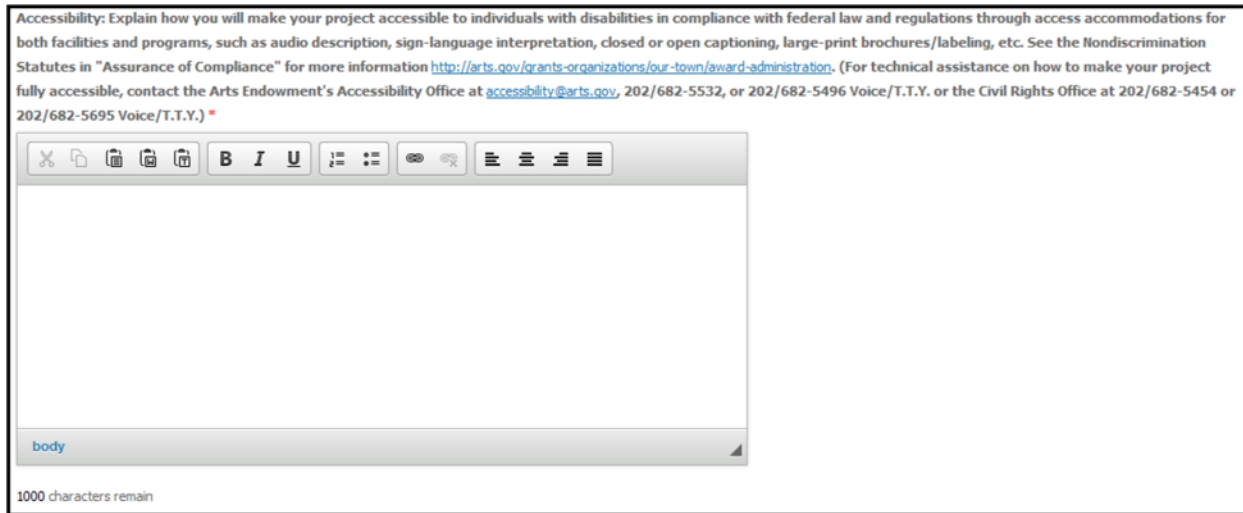 Accessibility: Explain how you will make your project accessible to individuals with disabilities in compliance with federal law and regulations through access accommodations for
both facilities and programs, such as audio description, sign-language interpretation, closed or open captioning, large-print brochures/labeling, etc. See the Nondiscrimination
Statutes in "Assurance of Compliance" for more information http://arts.gov/grants-organizations/our-town/award-administration. (For technical assistance on how to make your project
fully accessible, contact the Arts Endowment's Accessibility Office at accessibility@arts.gov, 202/682-5532, or 202/682-5496 Voice/T.T.Y. or the Civil Rights Office at 202/682-5454 or
202/682-5695 Voice/T.T.Y.) *
B I U
body
1000 characters remain